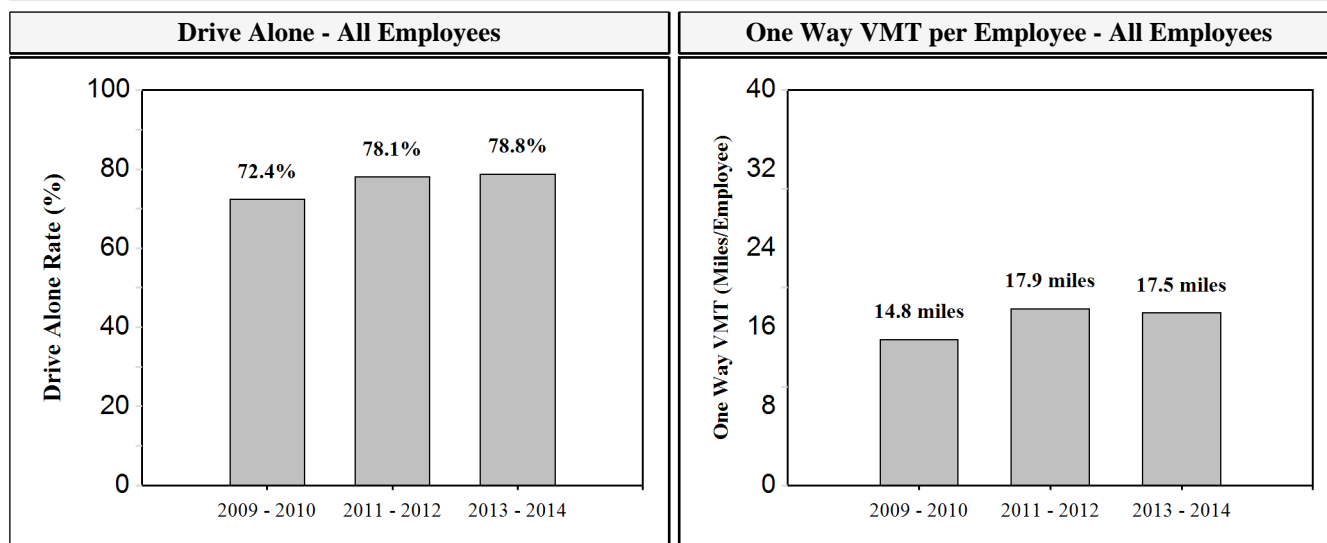 Drive Alone - All Employees
Drive Alone Rate (%)
100
80
60
40
20
0
72.4%
78.1%
78.8%
2009 - 2010
2011 - 2012
2013 - 2014
One Way VMT per Employee - All Employees
One Way VMT (Miles/Employee)
40
32
24
16
8
0
14.8 miles
17.9 miles
17.5 miles
2009 - 2010
2011 - 2012
2013 - 2014